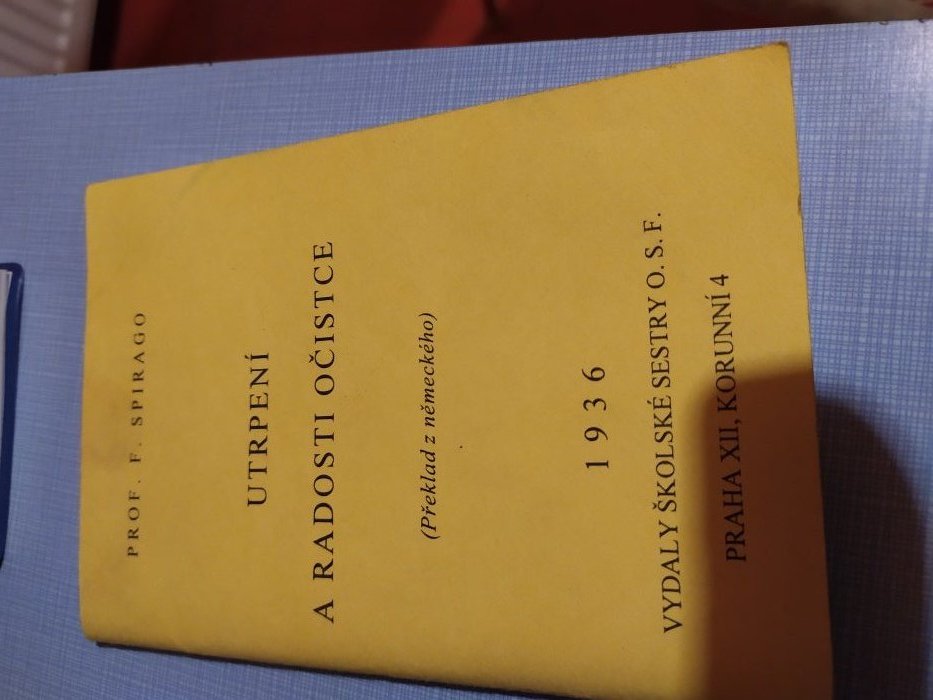 PROF. F. SPIRAGO
UTRPENÍ
A RADOSTI OČISTCE
(Překlad z německého)
1936
VYDALY ŠKOLSKÉ SESTRY O. S. F.
PRAHA XII, KORUNNÍ 4